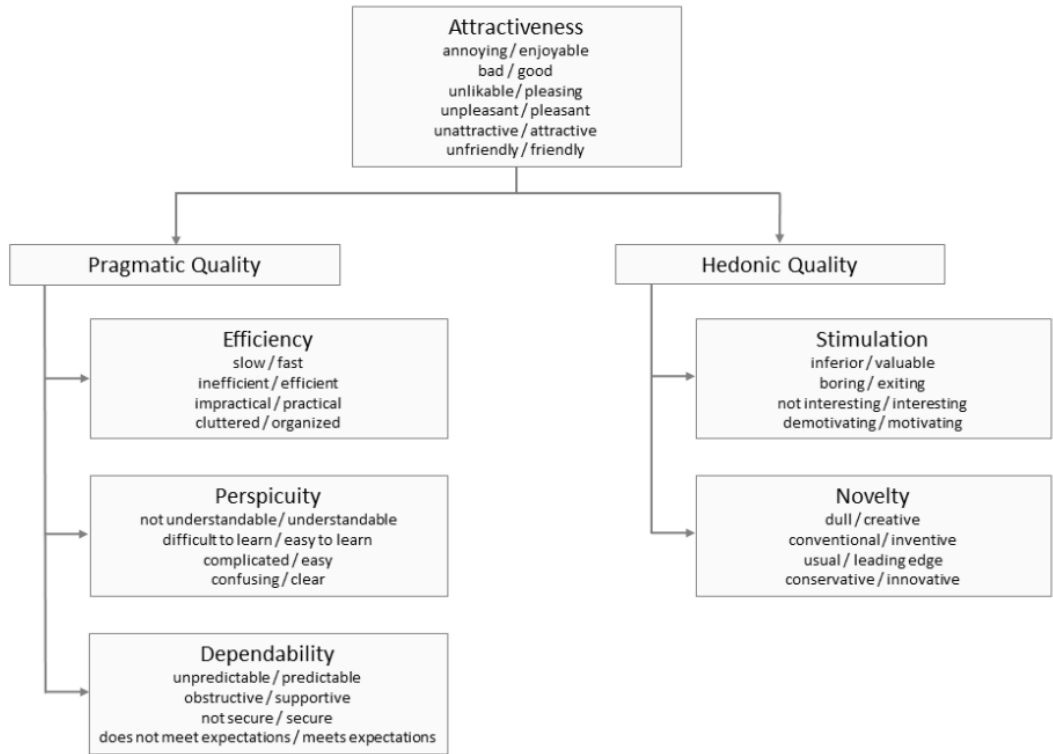 Attractiveness
annoying / enjoyable
bad / good
unlikable / pleasing
unpleasant / pleasant
unattractive / attractive
unfriendly / friendly
Pragmatic Quality
Hedonic Quality
Efficiency
slow / fast
inefficient / efficient
impractical / practical
cluttered / organized
Stimulation
inferior / valuable
boring / exiting
not interesting / interesting
demotivating / motivating
Perspicuity
not understandable / understandable
difficult to learn / easy to learn
complicated / easy
confusing / clear
Novelty
dull / creative
conventional / inventive
usual / leading edge
conservative / innovative
Dependability
unpredictable / predictable
obstructive / supportive
not secure / secure
does not meet expectations / meets expectations